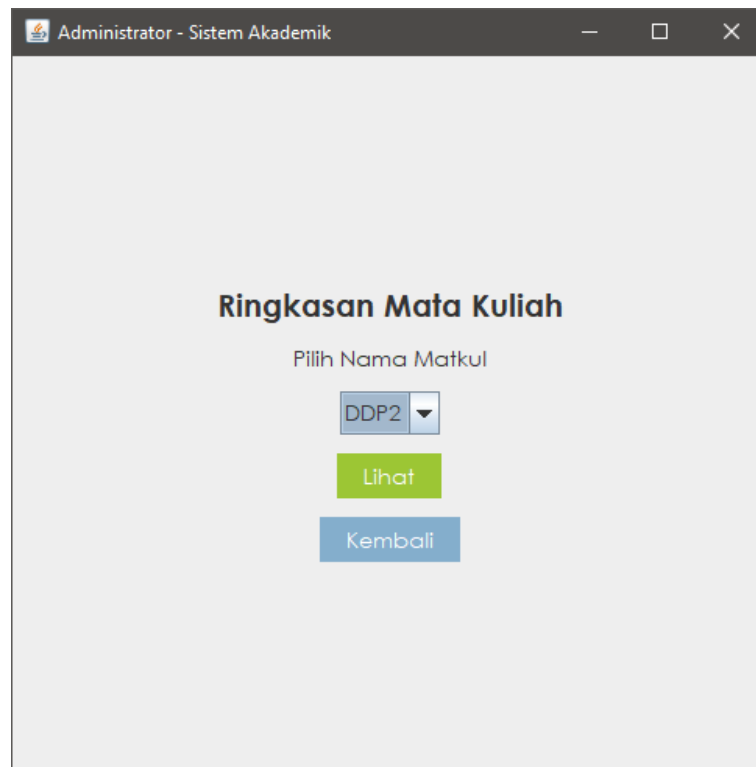 Administrator - Sistem Akademik
Ringkasan Mata Kuliah
Pilih Nama Matkul
DDP2
Lihat
Kembali